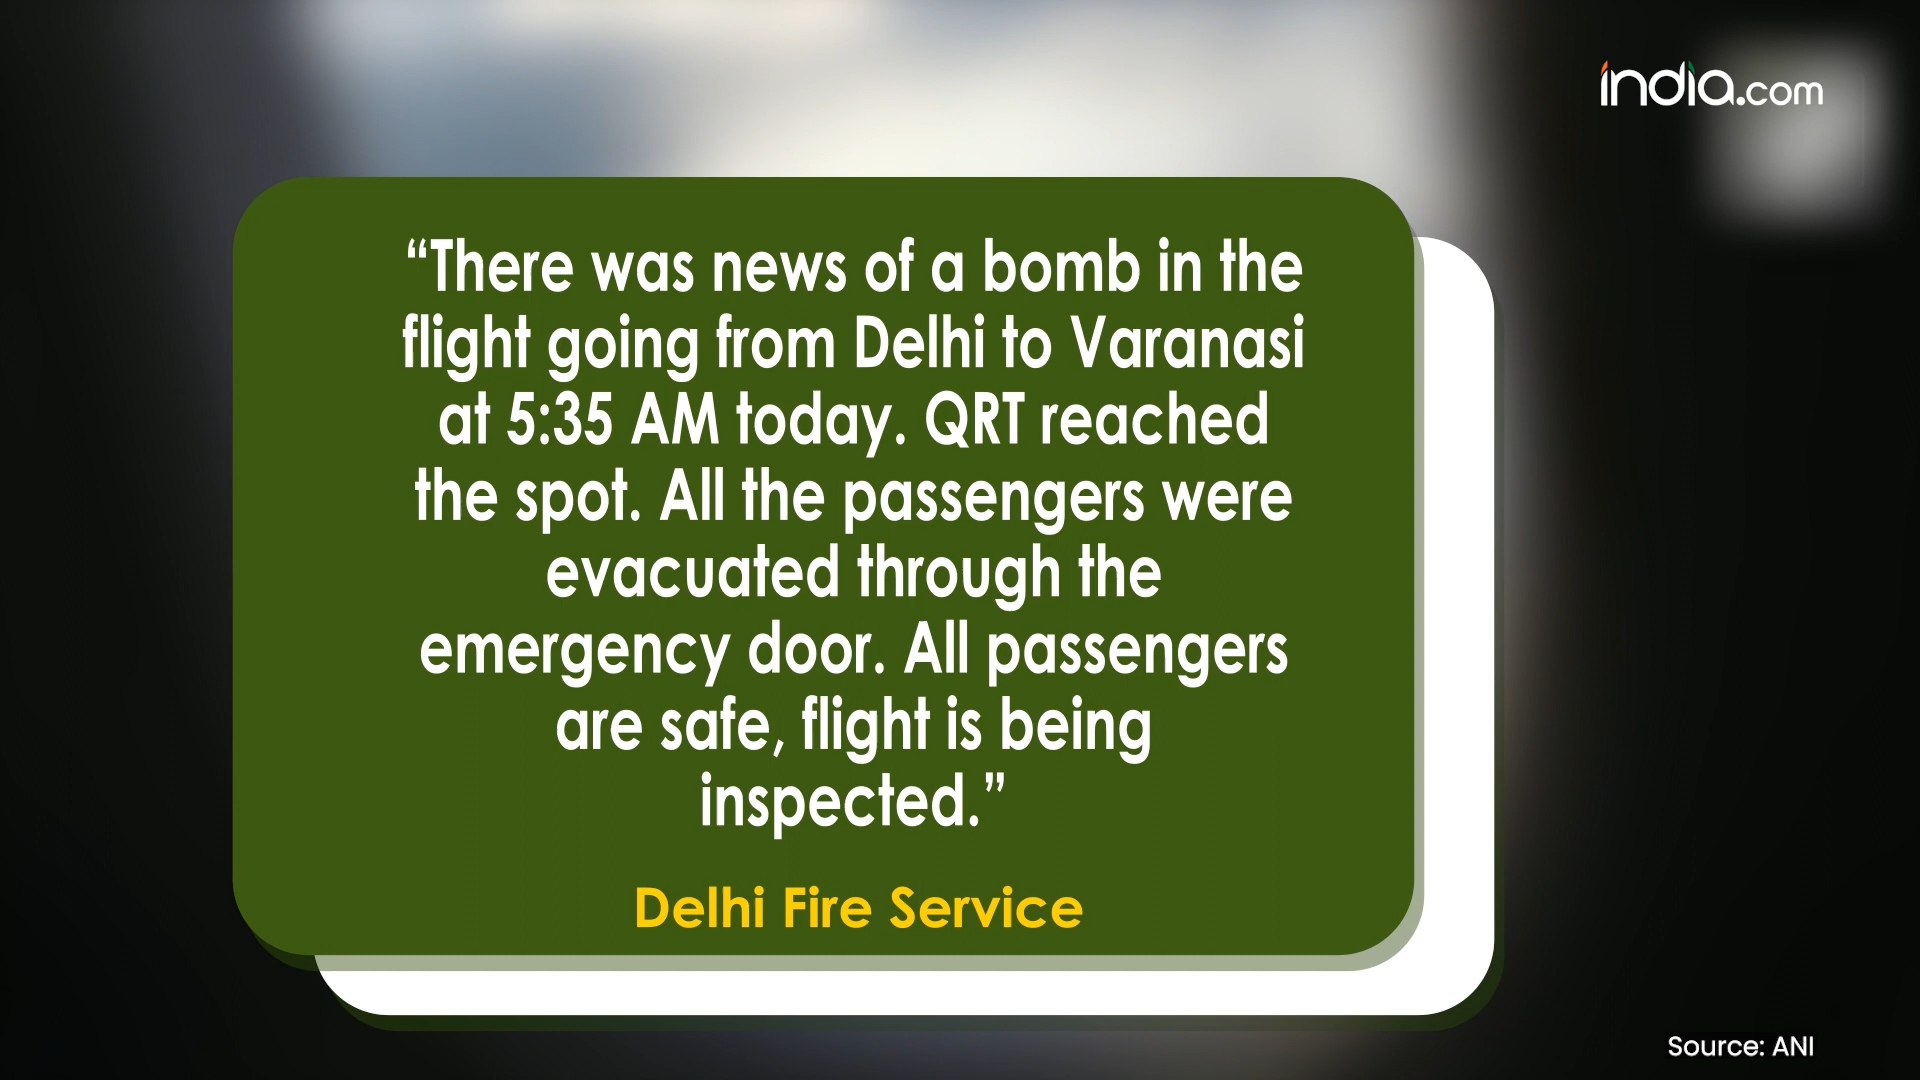 india.com
“There was news of a bomb in the
flight going from Delhi to Varanasi
at 5:35 AM today. QRT reached
the spot. All the passengers were
evacuated through the
emergency door. All passengers
are safe, flight is being
inspected.”
Delhi Fire Service
Source: ANI